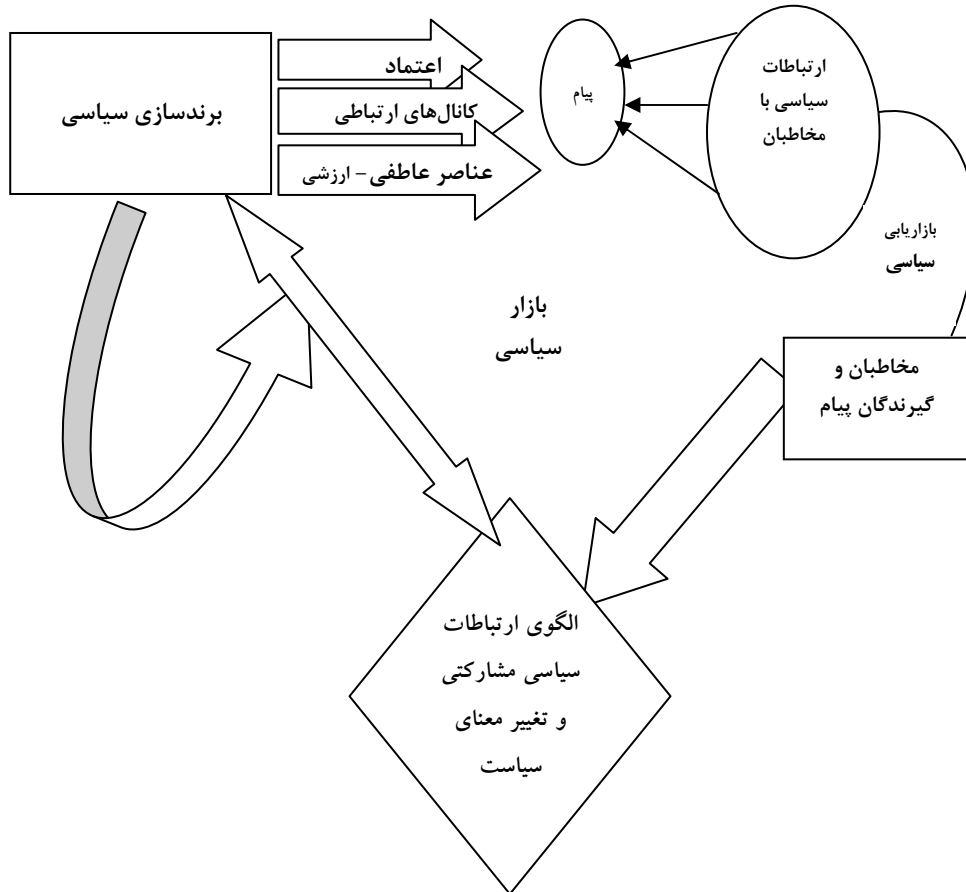 برندسازی سیاسی
اعتماد
کانال‌های ارتباطی
عناصر عاطفی – ارزشی
پیام
ارتباطات
سیاسی با
مخاطبان
بازاریابی
سیاسی
بازار
سیاسی
مخاطبان و
گیرندگان پیام
الگوی ارتباطات
سیاسی مشارکتی
و تغییر معنای
سیاست